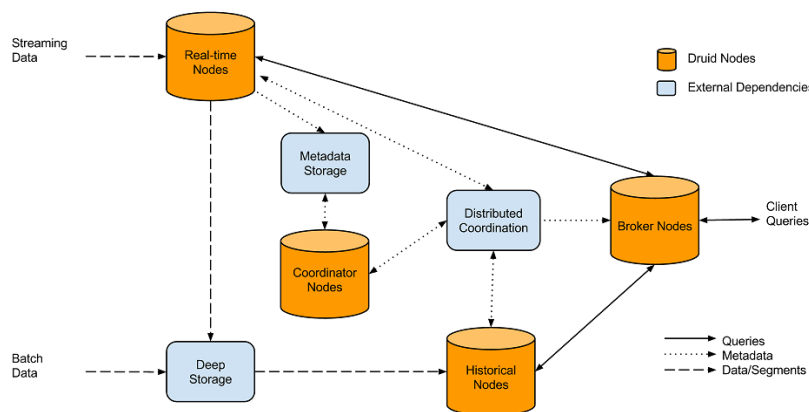 Streaming
Data
Real-time
Nodes
Druid Nodes
External Dependencies
Metadata
Storage
Distributed
Coordination
Broker Nodes
Client
Queries
Coordinator
Nodes
Batch
Data
Deep
Storage
Historical
Nodes
Queries
Metadata
Data/Segments